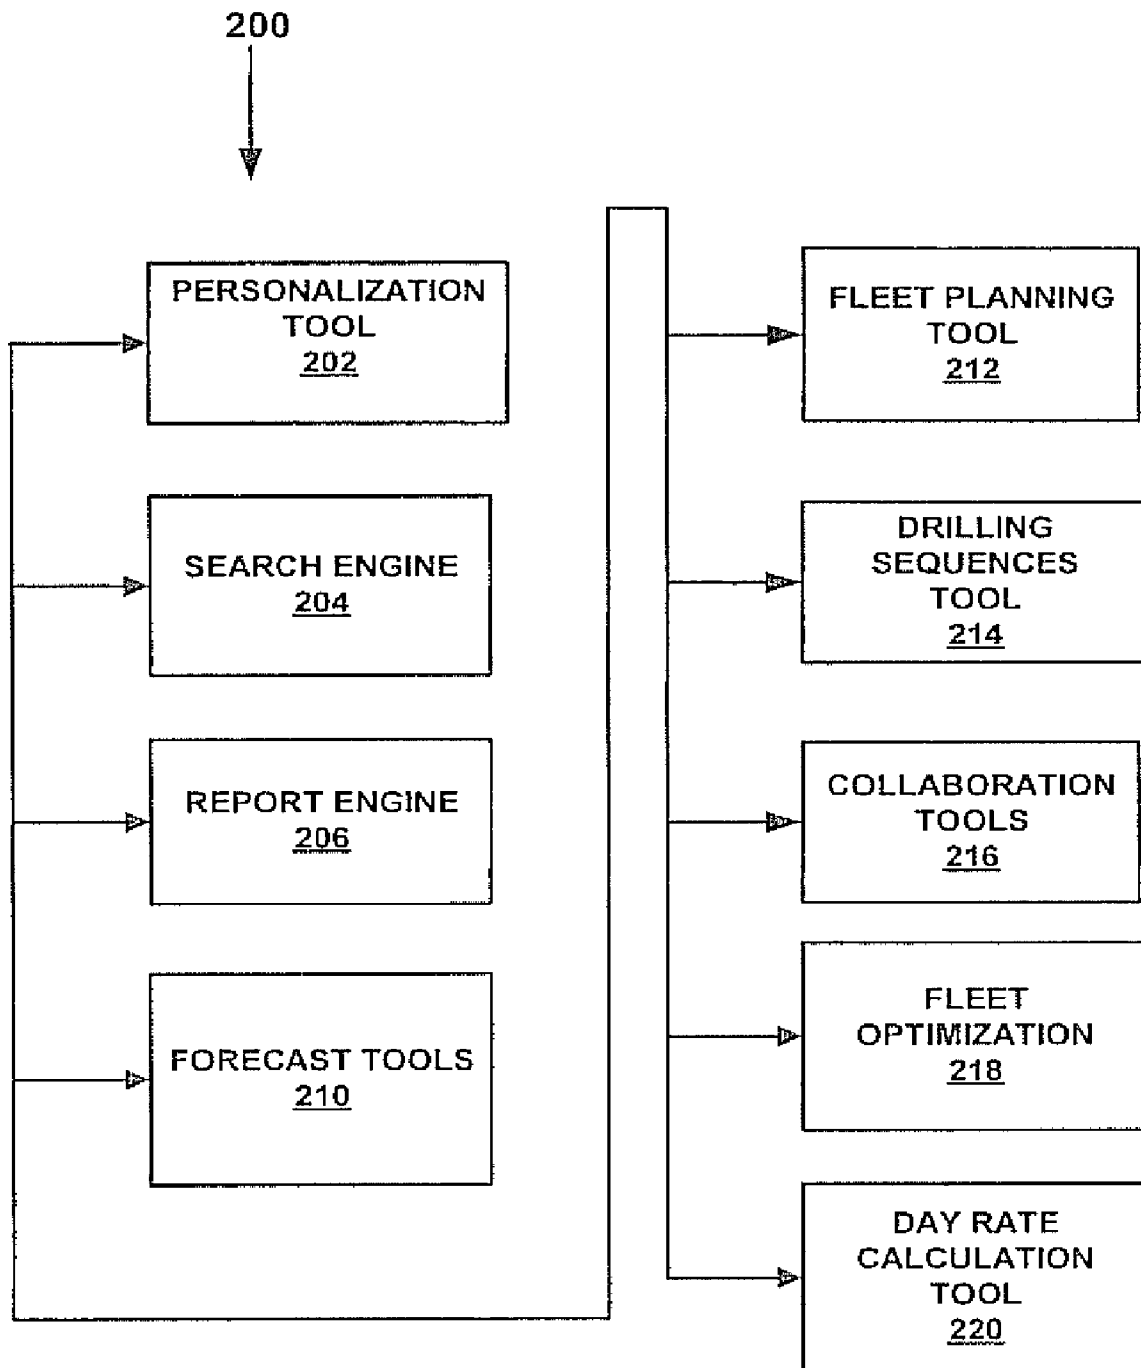 200
PERSONALIZATION
TOOL
202
SEARCH ENGINE
204
REPORT ENGINE
206
FORECAST TOOLS
210
FLEET PLANNING
TOOL
212
DRILLING
SEQUENCES
TOOL
214
COLLABORATION
TOOLS
216
FLEET
OPTIMIZATION
218
DAY RATE
CALCULATION
TOOL
220